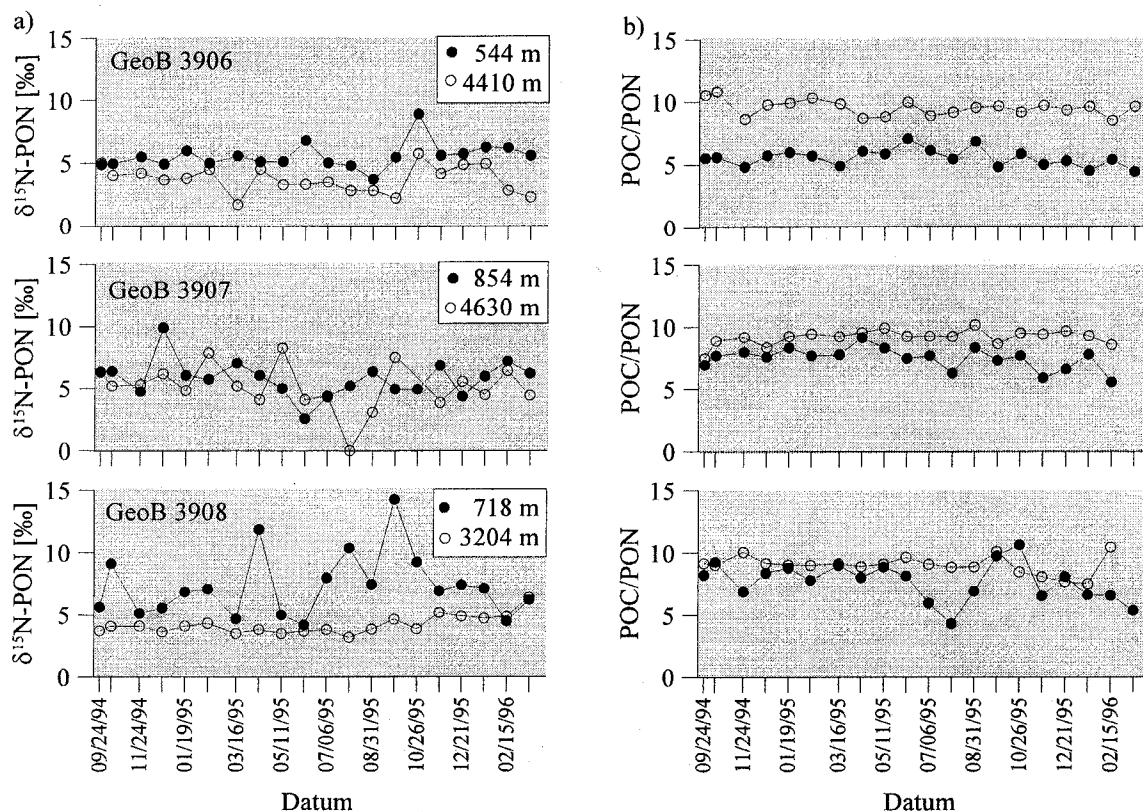 a)
δ¹⁵N-PON [‰]
15
10
5
0
GeoB 3906
544 m
4410 m
δ¹⁵N-PON [‰]
15
10
5
0
GeoB 3907
854 m
4630 m
δ¹⁵N-PON [‰]
15
10
5
0
GeoB 3908
718 m
3204 m
09/24/94
11/24/94
01/19/95
03/16/95
05/11/95
07/06/95
08/31/95
10/26/95
12/21/95
02/15/96
Datum
b)
POC/PON
15
10
5
0
POC/PON
15
10
5
0
POC/PON
15
10
5
0
09/24/94
11/24/94
01/19/95
03/16/95
05/11/95
07/06/95
08/31/95
10/26/95
12/21/95
02/15/96
Datum